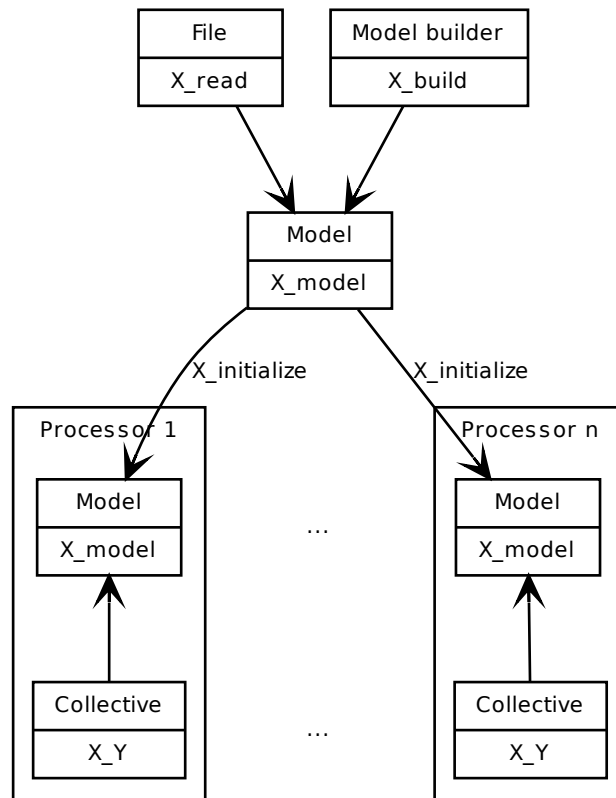 File
X_read
Model builder
X_build
Model
X_model
X_initialize
X_initialize
Processor 1
Processor n
Model
X_model
...
Model
X_model
Collective
X_Y
...
Collective
X_Y